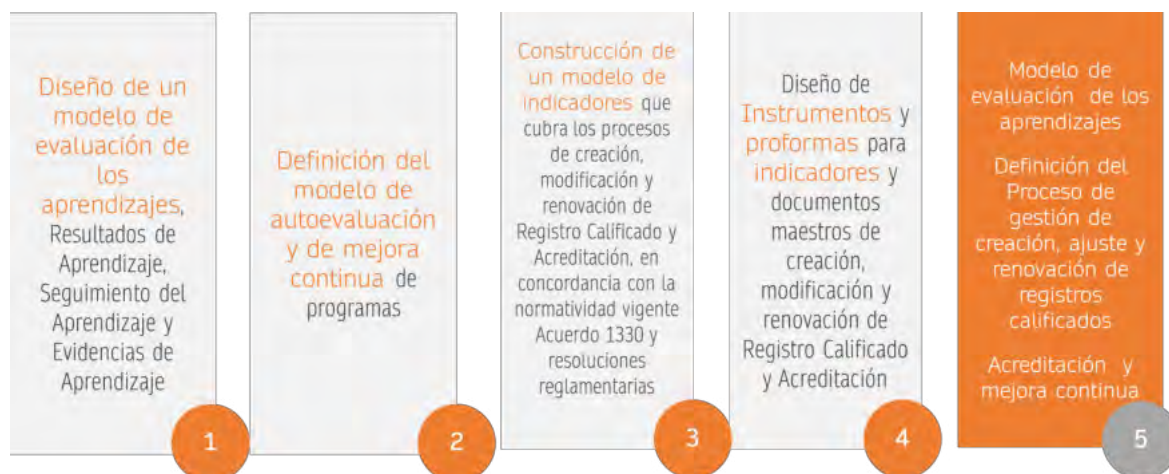 Diseño de un
modelo de
evaluación de
los
aprendizajes,
Resultados de
Aprendizaje,
Seguimiento del
Aprendizaje y
Evidencias de
Aprendizaje
1
Definición del
modelo de
autoevaluación
y de mejora
continua de
programas
2
Construcción de
un modelo de
indicadores que
cubra los procesos
de creación,
modificación y
renovación de
Registro Calificado y
Acreditación, en
concordancia con la
normatividad vigente
Acuerdo 1330 y
resoluciones
reglamentarias
3
Diseño de
Instrumentos y
proformas para
indicadores y
documentos
maestros de
creación,
modificación y
renovación de
Registro Calificado
y Acreditación
4
Modelo de
evaluación de los
aprendizajes
Definición del
Proceso de
gestión de
creación, ajuste y
renovación de
registros
calificados
Acreditación y
mejora continua
5